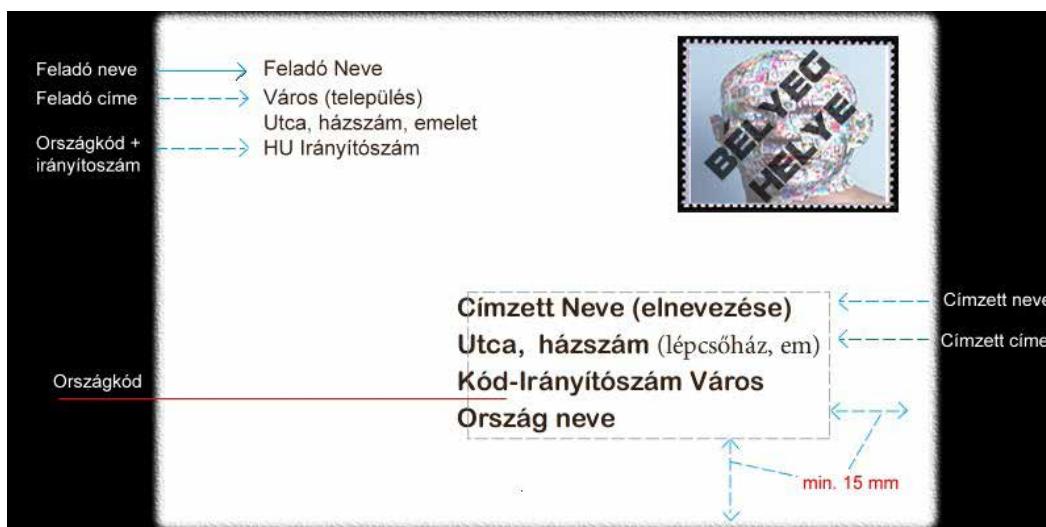 Feladó neve
Feladó címe
Országkód +
irányítoszám
Feladó Neve
Város (település)
Utca, házszám, emelet
HU Irányítószám
BELYEG
HELYE
Címzett Neve (elnevezése)
Utca, házszám (lépcsőház, em)
Kód-Irányítószám Város
Ország neve
Címzett neve
Címzett címe
Országkód
min. 15 mm